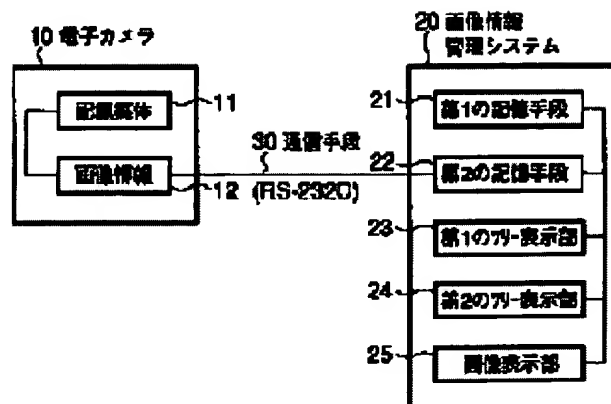 10 電子カメラ
記録媒体
11
画像情報
12
30 通信手段
(RS-232C)
20 画像情報
管理システム
21
第1の記憶手段
22
第2の記憶手段
23
第1のツリー表示部
24
第2のツリー表示部
25
画像表示部